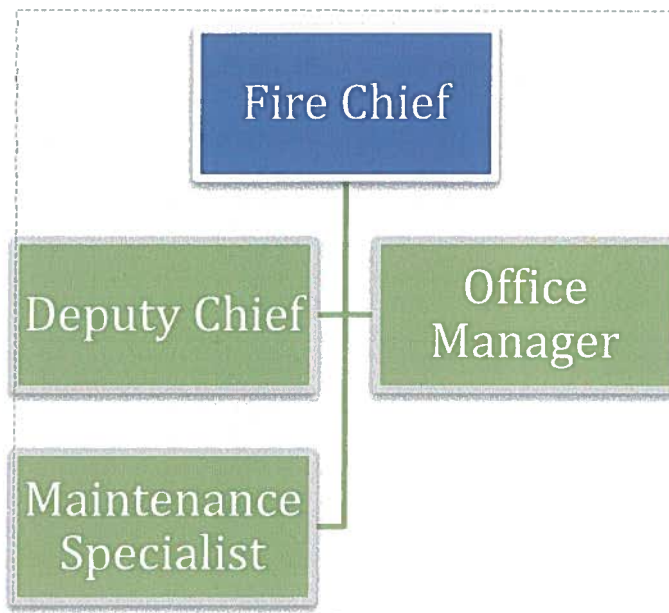 Fire Chief
Deputy Chief
Office
Manager
Maintenance
Specialist